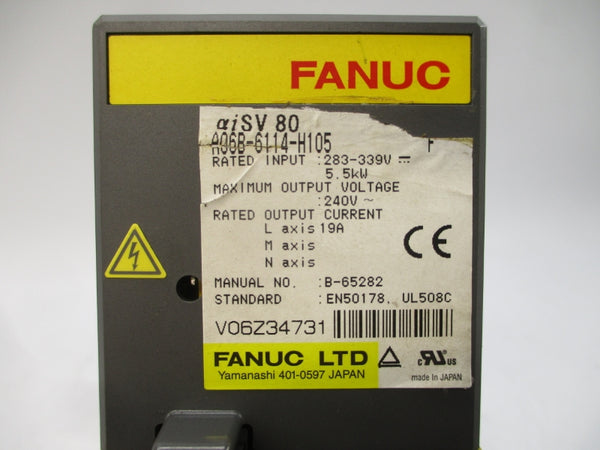 FANUC
αiSV 80
A06B-6114-H105 F
RATED INPUT :283-339V ⎓
5.5kW
MAXIMUM OUTPUT VOLTAGE
:240V ~
RATED OUTPUT CURRENT
L axis 19A
M axis
N axis
CE
MANUAL NO. :B-65282
STANDARD :EN50178, UL508C
V06Z34731
FANUC LTD
Yamanashi 401-0597 JAPAN
c RU us
made in JAPAN